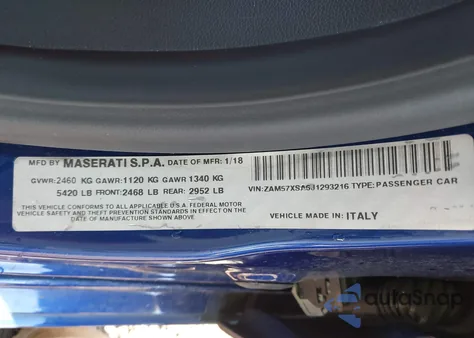 MFD BY MASERATI S.P.A. DATE OF MFR: 1/18
GVWR:2460 KG GAWR:1120 KG GAWR 1340 KG
5420 LB FRONT:2468 LB REAR: 2952 LB
THIS VEHICLE CONFORMS TO ALL APPLICABLE U.S.A. FEDERAL MOTOR
VEHICLE SAFETY AND THEFT PREVENTION STANDARDS IN EFFECT ON THE
DATE OF MANUFACTURE SHOWN ABOVE
TYPE:PASSENGER CAR
VEHICLE MADE IN: ITALY
autoSnap